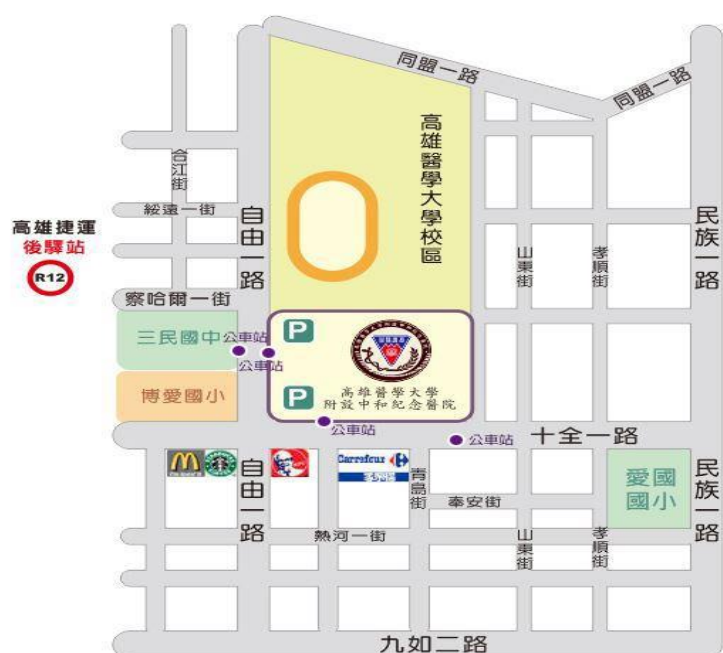 同盟一路
同盟一路
高雄醫學大學校區
合江街
綏遠一街
自由一路
民族一路
高雄捷運
後驛站
R12
山東街
孝順街
察哈爾一街
三民國中
公車站
公車站
P
博愛國小
P
高雄醫學大學
附設中和紀念醫院
公車站
公車站
十全一路
自由一路
Carrefour
家樂福
青島街
愛國
國小
民族一路
奉安街
熱河一街
山東街
孝順街
九如二路